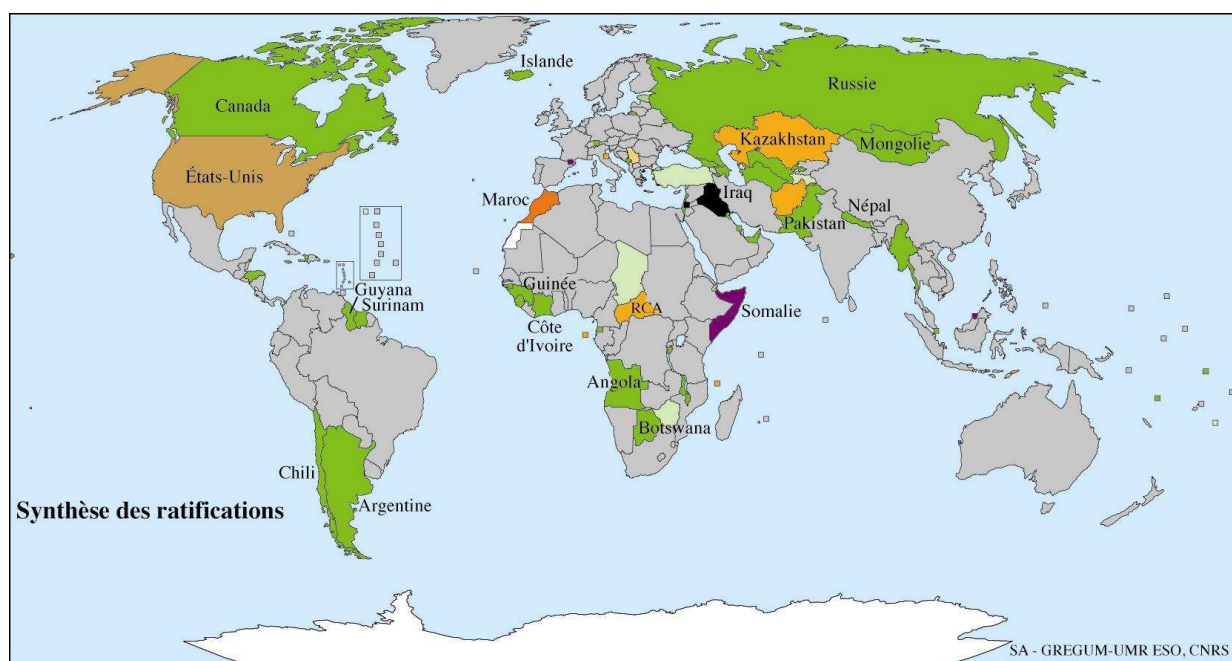 Islande
Canada
Russie
Kazakhstan
Mongolie
États-Unis
Maroc
Iraq
Népal
Pakistan
Guinée
Guyana
Surinam
RCA
Somalie
Côte
d'Ivoire
Angola
Botswana
Chili
Argentine
Synthèse des ratifications
SA - GREGUM-UMR ESO, CNRS